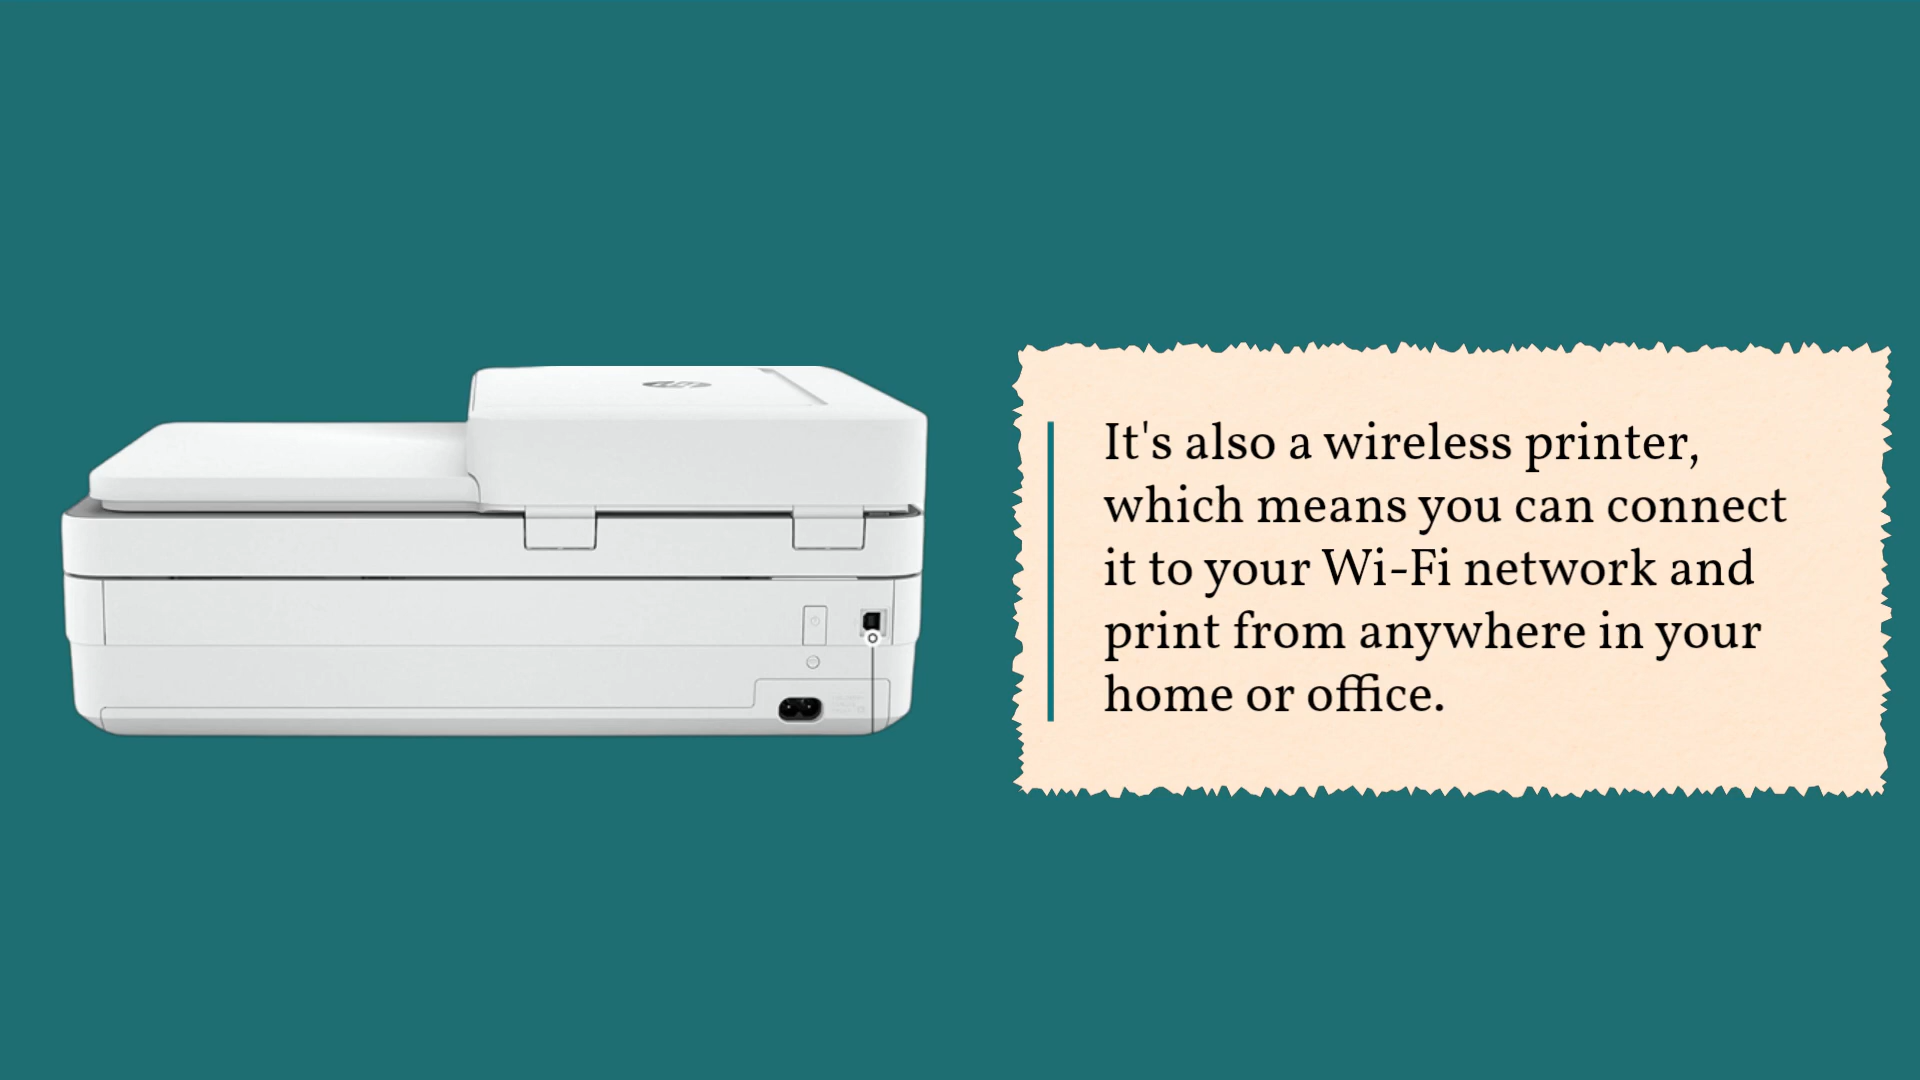 It's also a wireless printer,
which means you can connect
it to your Wi-Fi network and
print from anywhere in your
home or office.